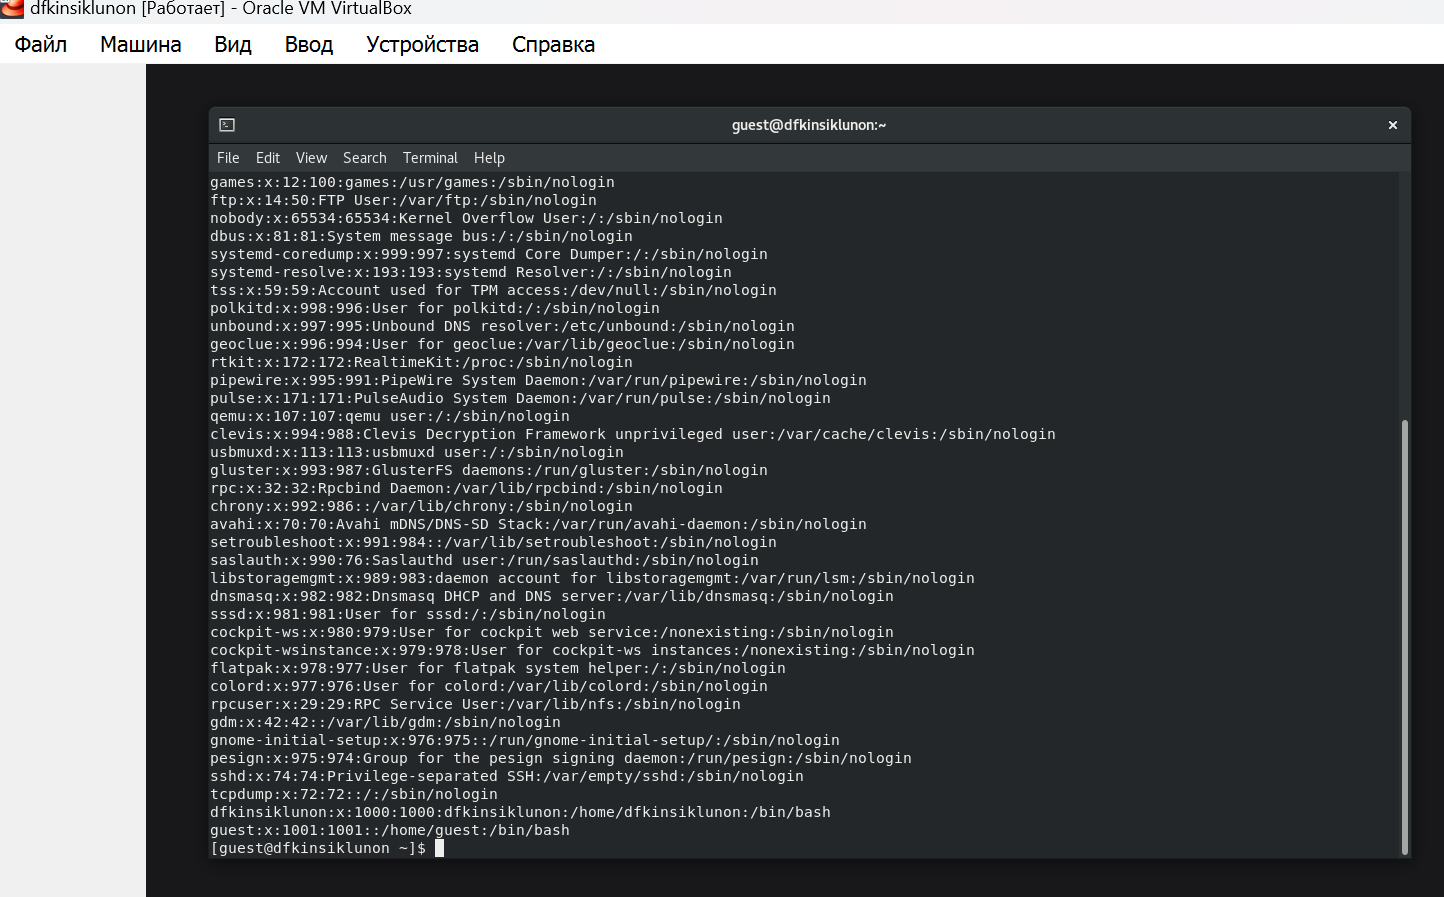 dfkinsiklunon [Работает] - Oracle VM VirtualBox
Файл Машина Вид Ввод Устройства Справка
guest@dfkinsiklunon:~
File Edit View Search Terminal Help
games:x:12:100:games:/usr/games:/sbin/nologin
ftp:x:14:50:FTP User:/var/ftp:/sbin/nologin
nobody:x:65534:65534:Kernel Overflow User:/:/sbin/nologin
dbus:x:81:81:System message bus:/:/sbin/nologin
systemd-coredump:x:999:997:systemd Core Dumper:/:/sbin/nologin
systemd-resolve:x:193:193:systemd Resolver:/:/sbin/nologin
tss:x:59:59:Account used for TPM access:/dev/null:/sbin/nologin
polkitd:x:998:996:User for polkitd:/:/sbin/nologin
unbound:x:997:995:Unbound DNS resolver:/etc/unbound:/sbin/nologin
geoclue:x:996:994:User for geoclue:/var/lib/geoclue:/sbin/nologin
rtkit:x:172:172:RealtimeKit:/proc:/sbin/nologin
pipewire:x:995:991:PipeWire System Daemon:/var/run/pipewire:/sbin/nologin
pulse:x:171:171:PulseAudio System Daemon:/var/run/pulse:/sbin/nologin
qemu:x:107:107:qemu user:/:/sbin/nologin
clevis:x:994:988:Clevis Decryption Framework unprivileged user:/var/cache/clevis:/sbin/nologin
usbmuxd:x:113:113:usbmuxd user:/:/sbin/nologin
gluster:x:993:987:GlusterFS daemons:/run/gluster:/sbin/nologin
rpc:x:32:32:Rpcbind Daemon:/var/lib/rpcbind:/sbin/nologin
chrony:x:992:986::/var/lib/chrony:/sbin/nologin
avahi:x:70:70:Avahi mDNS/DNS-SD Stack:/var/run/avahi-daemon:/sbin/nologin
setroubleshoot:x:991:984::/var/lib/setroubleshoot:/sbin/nologin
saslauth:x:990:76:Saslauthd user:/run/saslauthd:/sbin/nologin
libstoragemgmt:x:989:983:daemon account for libstoragemgmt:/var/run/lsm:/sbin/nologin
dnsmasq:x:982:982:Dnsmasq DHCP and DNS server:/var/lib/dnsmasq:/sbin/nologin
sssd:x:981:981:User for sssd:/:/sbin/nologin
cockpit-ws:x:980:979:User for cockpit web service:/nonexisting:/sbin/nologin
cockpit-wsinstance:x:979:978:User for cockpit-ws instances:/nonexisting:/sbin/nologin
flatpak:x:978:977:User for flatpak system helper:/:/sbin/nologin
colord:x:977:976:User for colord:/var/lib/colord:/sbin/nologin
rpcuser:x:29:29:RPC Service User:/var/lib/nfs:/sbin/nologin
gdm:x:42:42::/var/lib/gdm:/sbin/nologin
gnome-initial-setup:x:976:975::/run/gnome-initial-setup/:/sbin/nologin
pesign:x:975:974:Group for the pesign signing daemon:/run/pesign:/sbin/nologin
sshd:x:74:74:Privilege-separated SSH:/var/empty/sshd:/sbin/nologin
tcpdump:x:72:72::/:/sbin/nologin
dfkinsiklunon:x:1000:1000:dfkinsiklunon:/home/dfkinsiklunon:/bin/bash
guest:x:1001:1001::/home/guest:/bin/bash
[guest@dfkinsiklunon ~]$